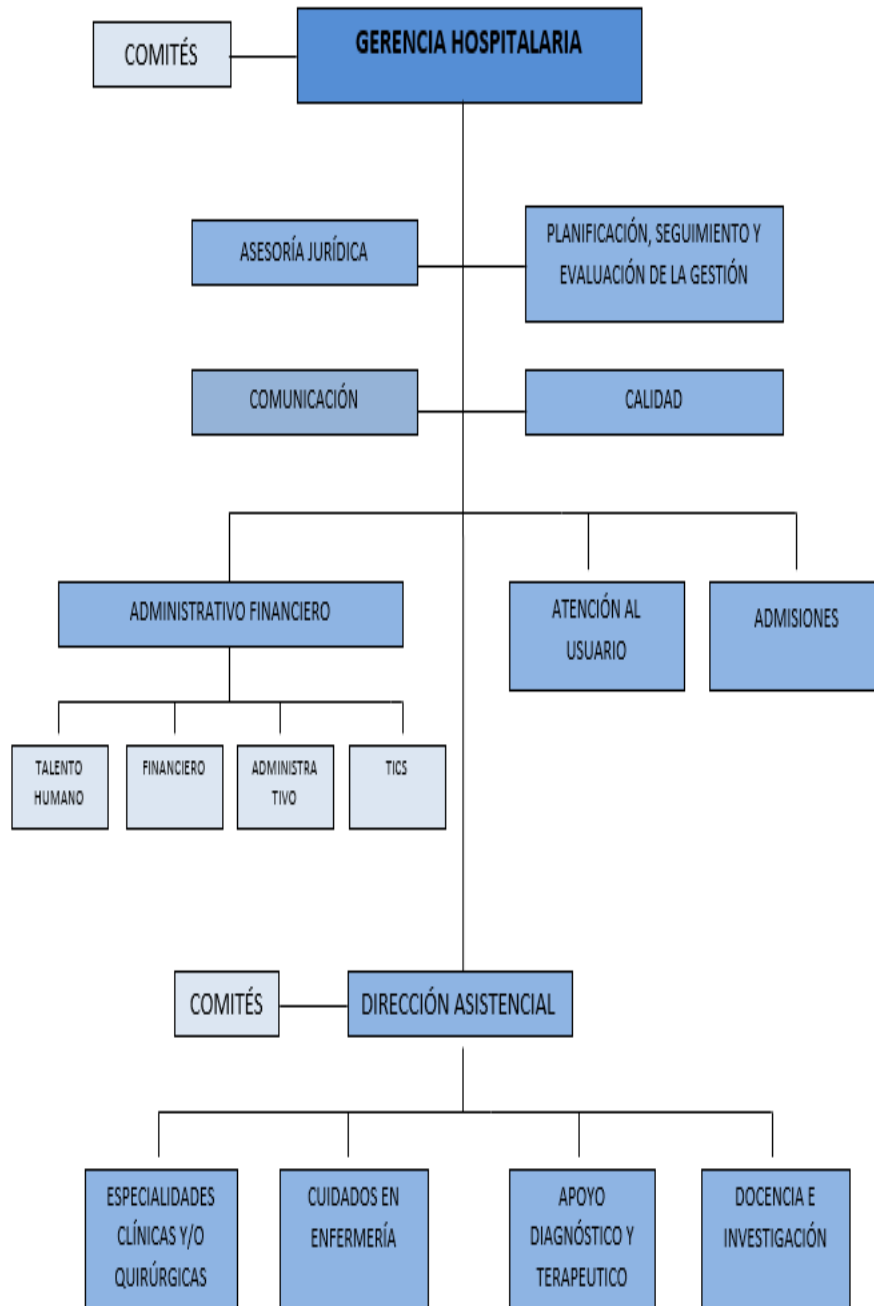 COMITÉS
GERENCIA HOSPITALARIA
ASESORÍA JURÍDICA
PLANIFICACIÓN, SEGUIMIENTO Y
EVALUACIÓN DE LA GESTIÓN
COMUNICACIÓN
CALIDAD
ADMINISTRATIVO FINANCIERO
ATENCIÓN AL
USUARIO
ADMISIONES
TALENTO
HUMANO
FINANCIERO
ADMINISTRA
TIVO
TICS
COMITÉS
DIRECCIÓN ASISTENCIAL
ESPECIALIDADES
CLÍNICAS Y/O
QUIRÚRGICAS
CUIDADOS EN
ENFERMERÍA
APOYO
DIAGNÓSTICO Y
TERAPEUTICO
DOCENCIA E
INVESTIGACIÓN